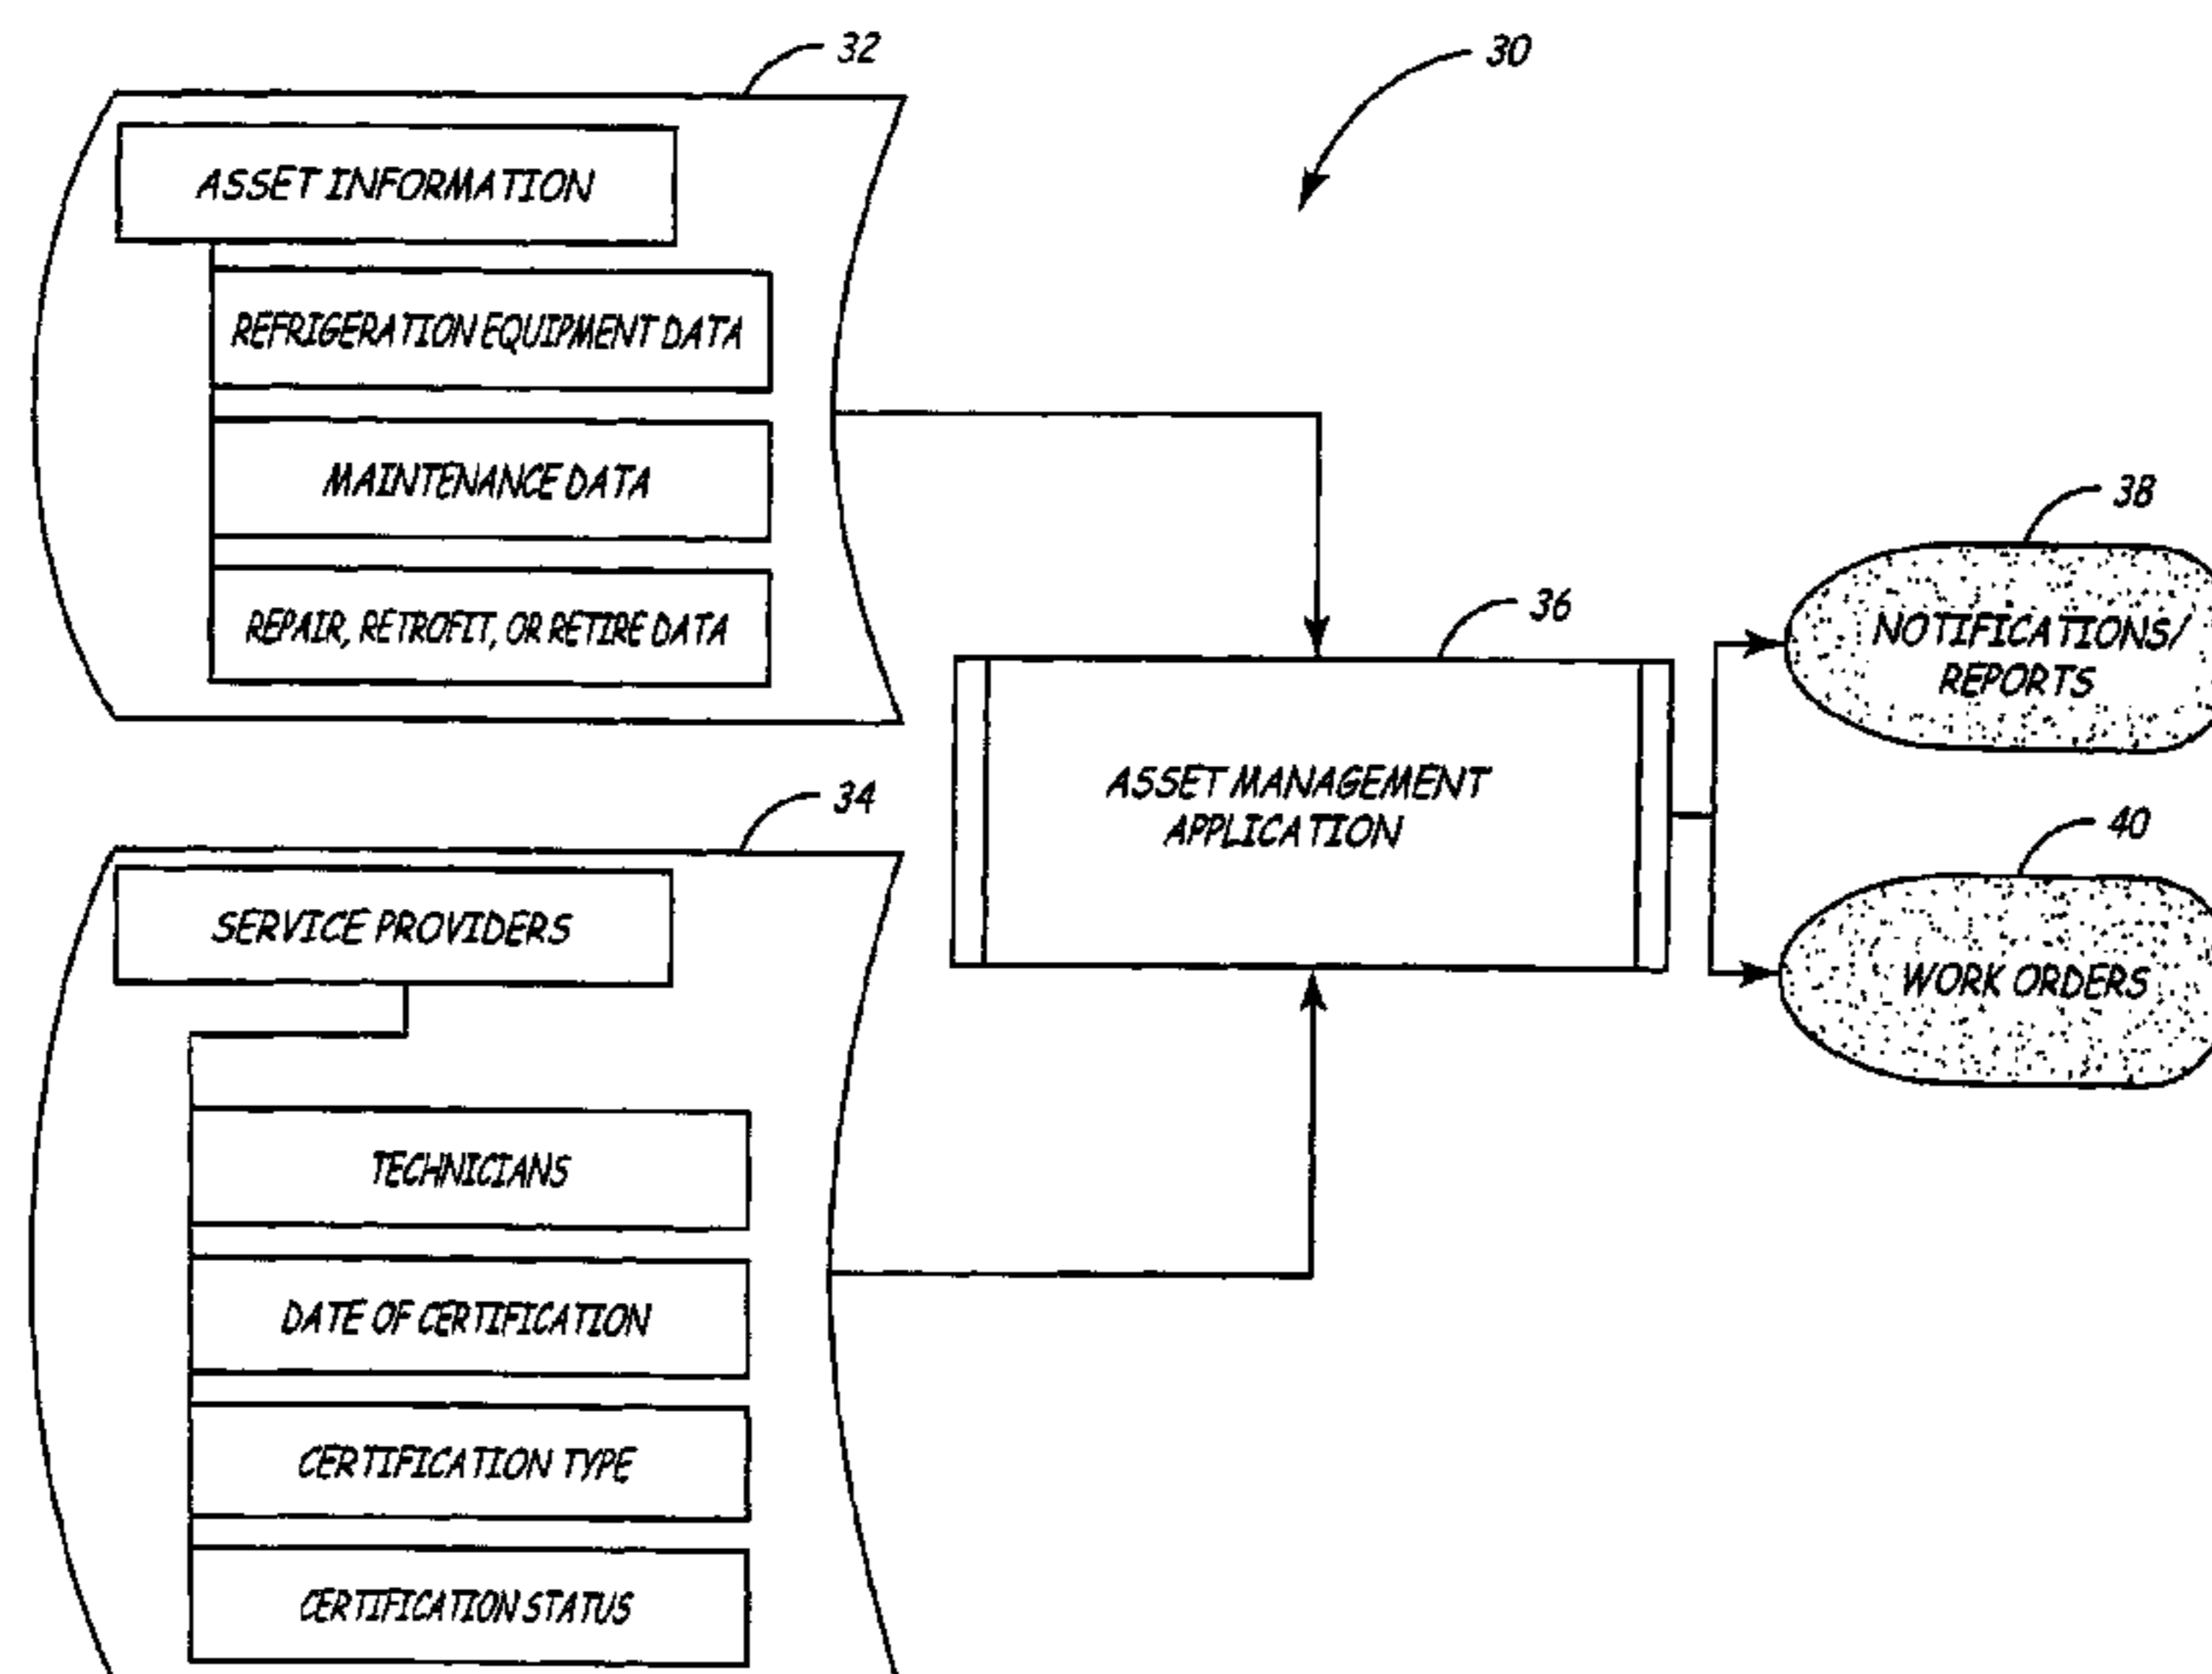 32
30
ASSET INFORMATION
REFRIGERATION EQUIPMENT DATA
MAINTENANCE DATA
REPAIR, RETROFIT, OR RETIRE DATA
38
NOTIFICATIONS/
REPORTS
36
ASSET MANAGEMENT
APPLICATION
40
WORK ORDERS
34
SERVICE PROVIDERS
TECHNICIANS
DATE OF CERTIFICATION
CERTIFICATION TYPE
CERTIFICATION STATUS